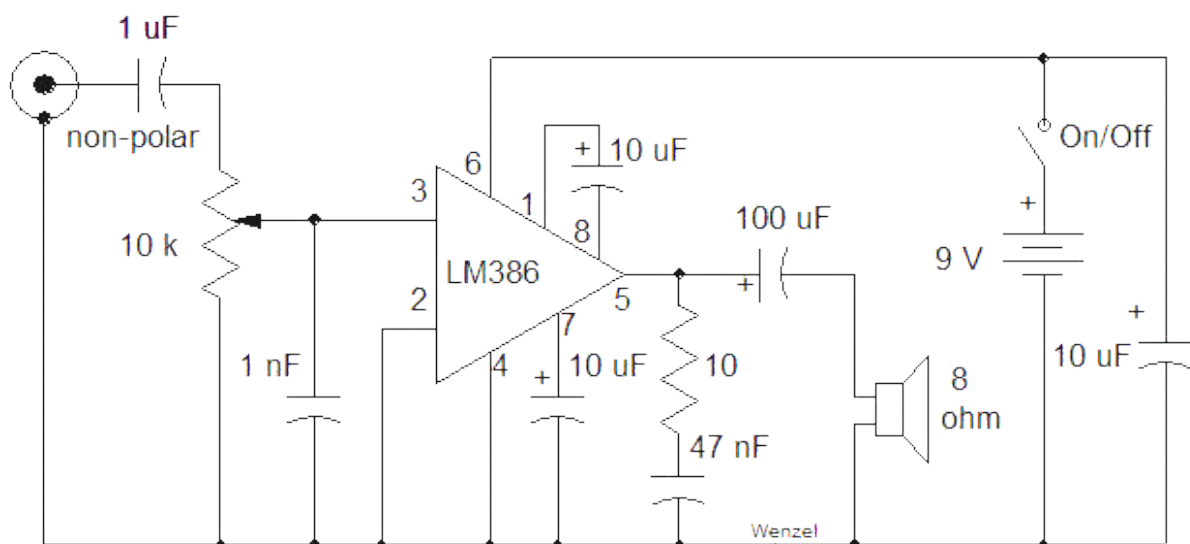 1 uF
non-polar
10 k
1 nF
3
2
LM386
6
1
+
10 uF
8
5
7
4
+
10 uF
100 uF
+
10
47 nF
8
ohm
On/Off
+
9 V
+
10 uF
Wenzel